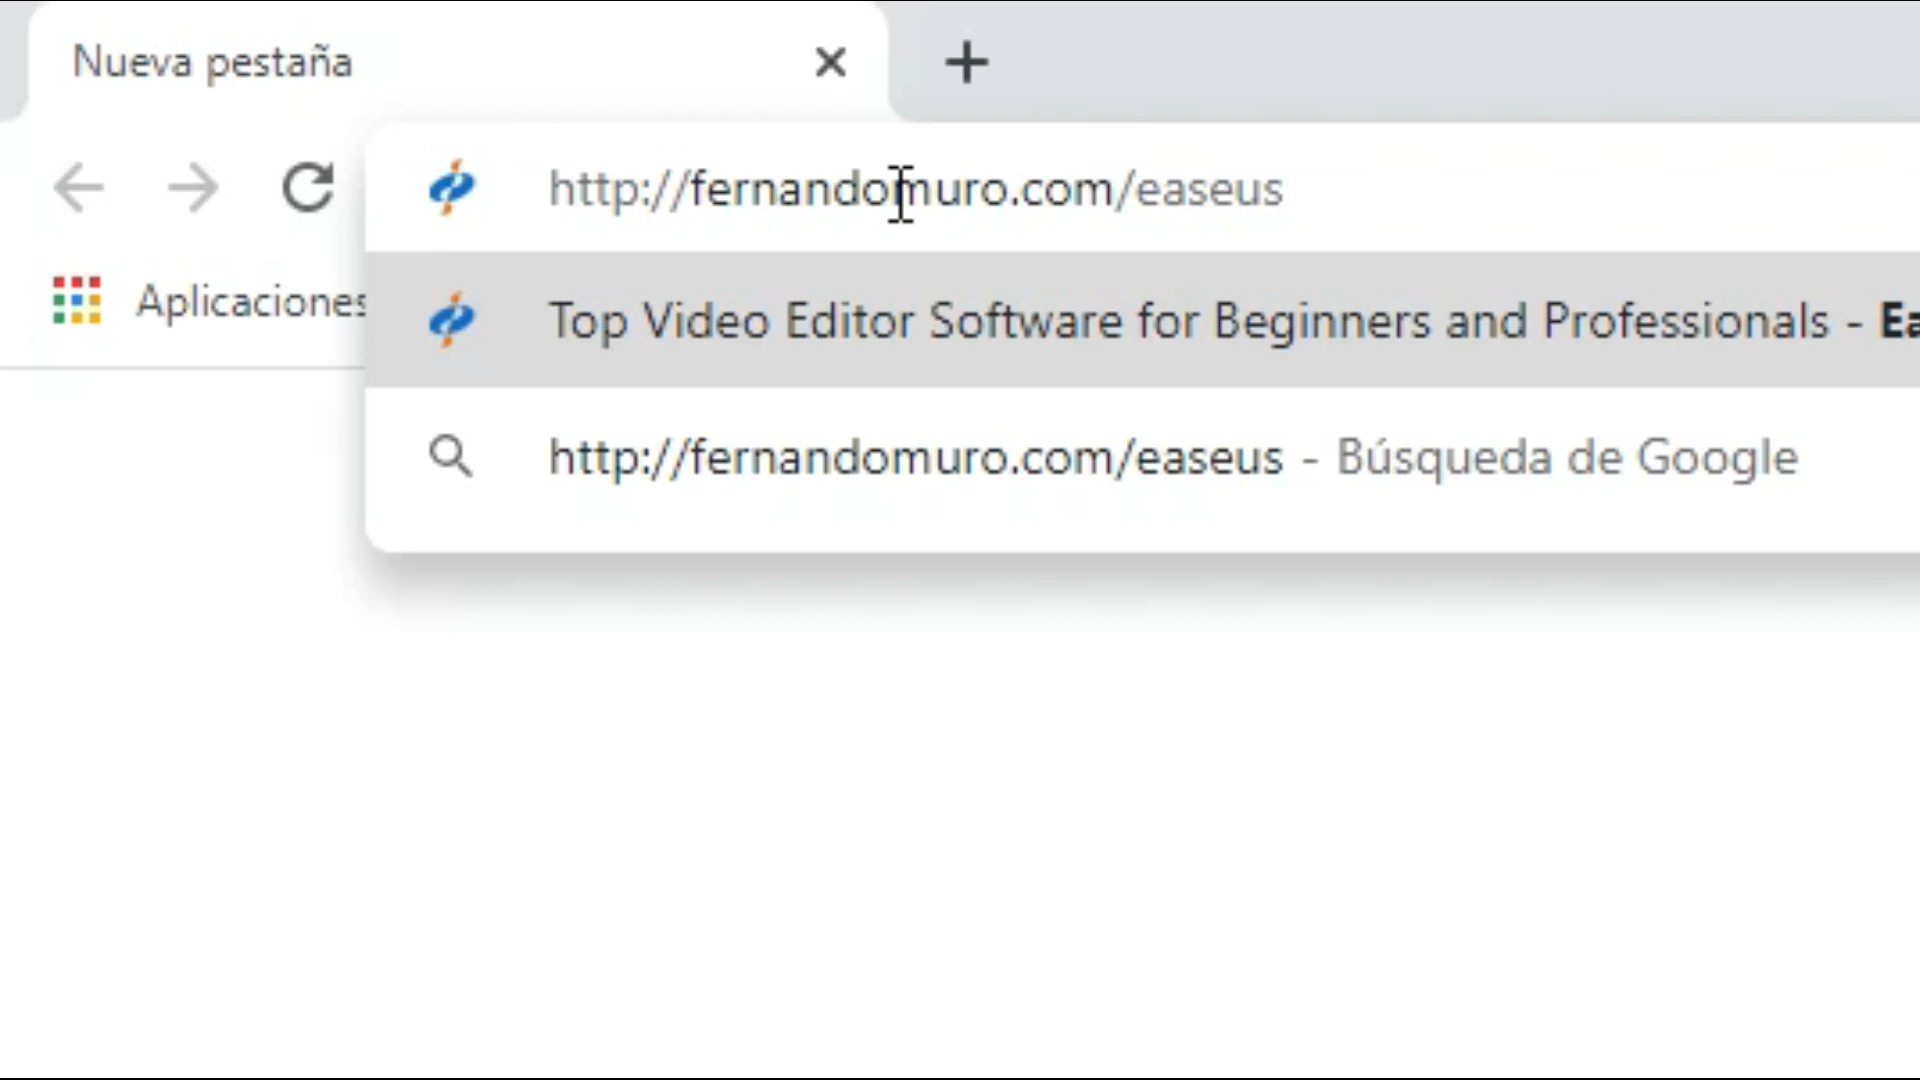 Nueva pestaña
http://fernandomuro.com/easeus
Aplicaciones
Top Video Editor Software for Beginners and Professionals - Ea
http://fernandomuro.com/easeus - Búsqueda de Google